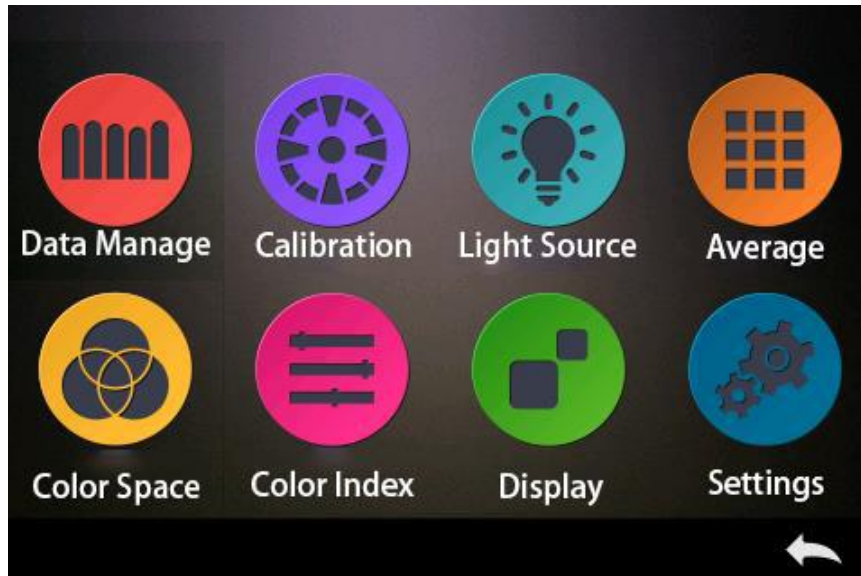 Data Manage
Calibration
Light Source
Average
Color Space
Color Index
Display
Settings